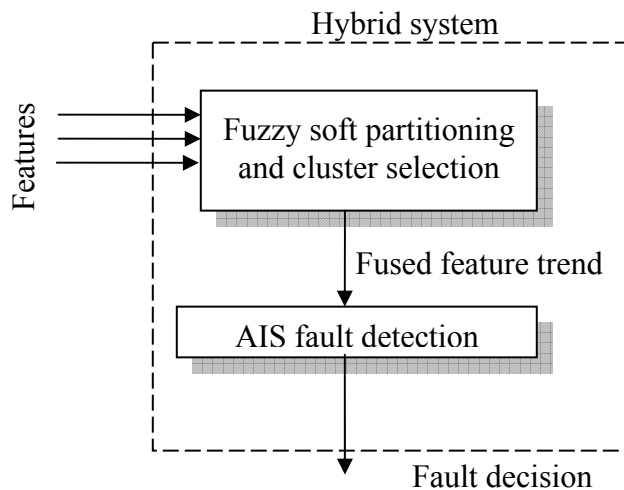 Hybrid system
Features
Fuzzy soft partitioning
and cluster selection
Fused feature trend
AIS fault detection
Fault decision